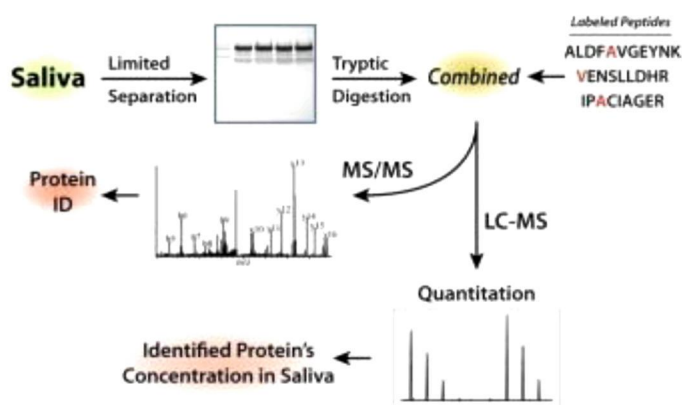 Labeled Peptides
ALDFAVGEYNK
VENSLLDHR
IPACIAGER
Saliva
Limited
Separation
Tryptic
Digestion
Combined
Protein
ID
MS/MS
LC-MS
Quantitation
Identified Protein's
Concentration in Saliva